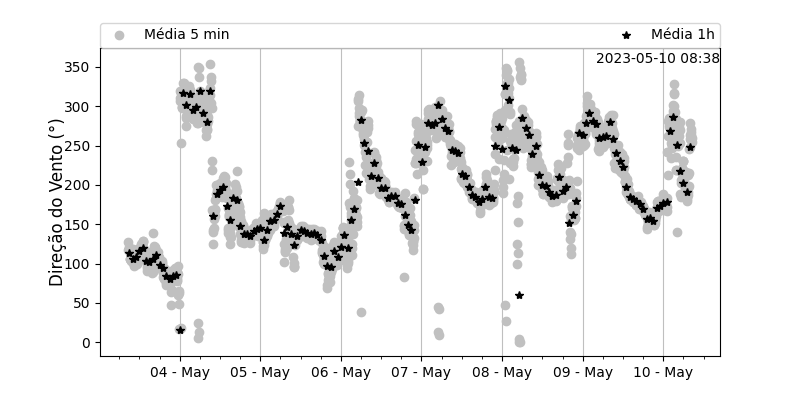 Média 5 min
Média 1h
2023-05-10 08:38
Direção do Vento (°)
350
300
250
200
150
100
50
0
04 - May
05 - May
06 - May
07 - May
08 - May
09 - May
10 - May